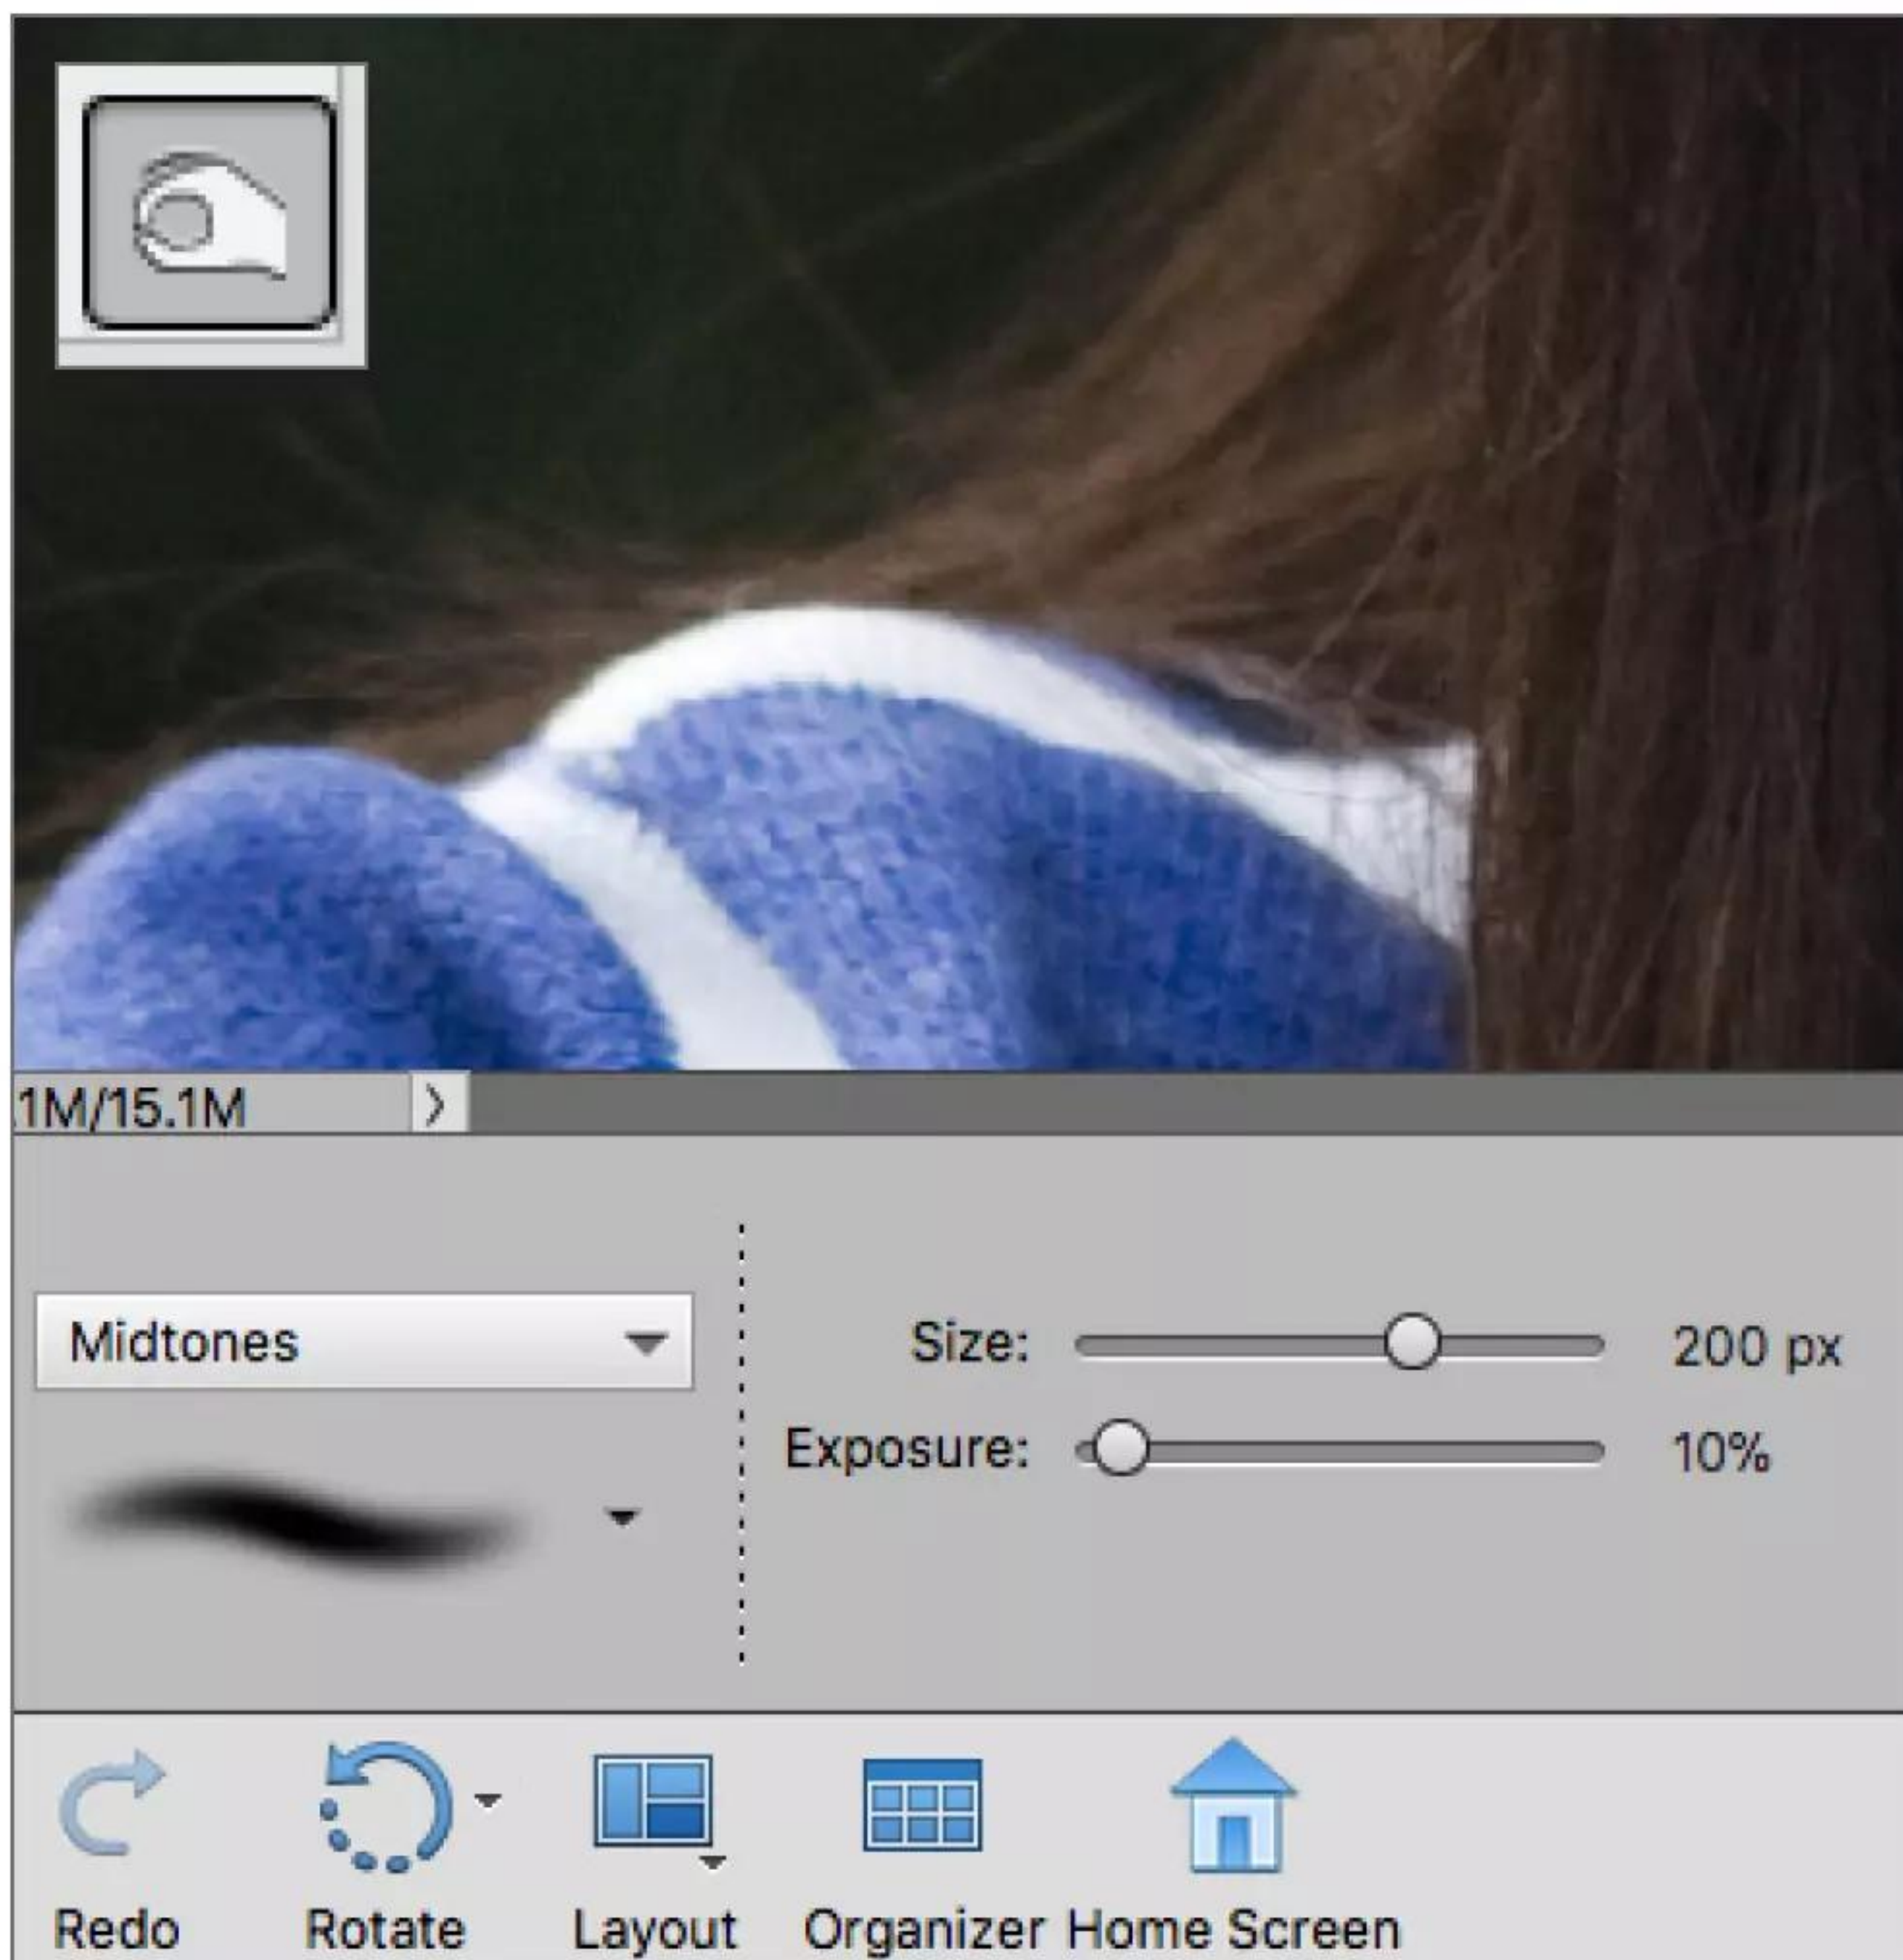 .1M/15.1M
Midtones
Size: 200 px
Exposure: 10%
Redo Rotate Layout Organizer Home Screen